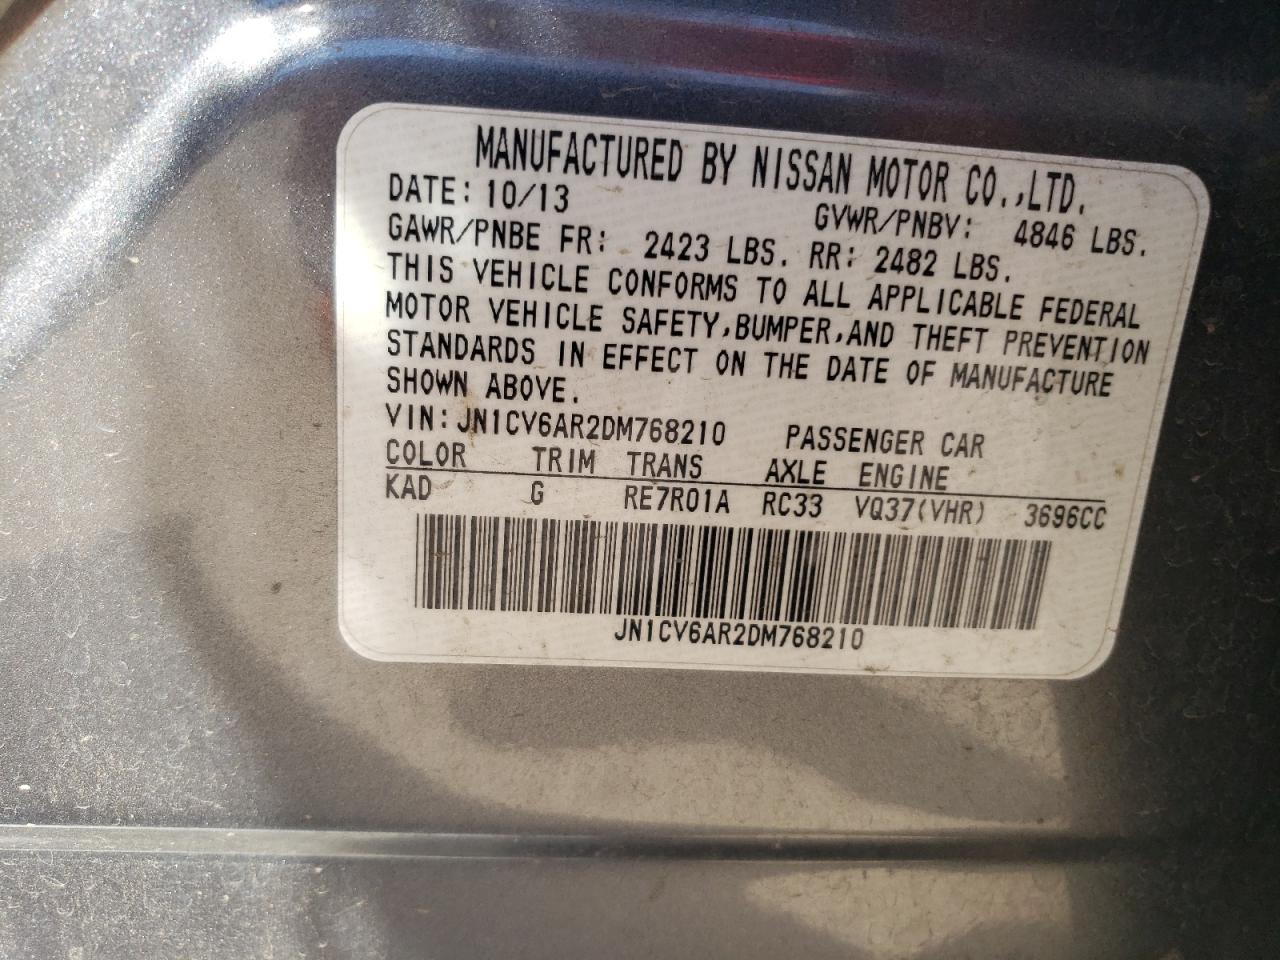 MANUFACTURED BY NISSAN MOTOR CO.,LTD.
DATE: 10/13 GVWR/PNBV: 4846 LBS.
GAWR/PNBE FR: 2423 LBS. RR: 2482 LBS.
THIS VEHICLE CONFORMS TO ALL APPLICABLE FEDERAL
MOTOR VEHICLE SAFETY,BUMPER,AND THEFT PREVENTION
STANDARDS IN EFFECT ON THE DATE OF MANUFACTURE
SHOWN ABOVE.
VIN:JN1CV6AR2DM768210 PASSENGER CAR
COLOR TRIM TRANS AXLE ENGINE
KAD G RE7R01A RC33 VQ37(VHR) 3696CC
JN1CV6AR2DM768210